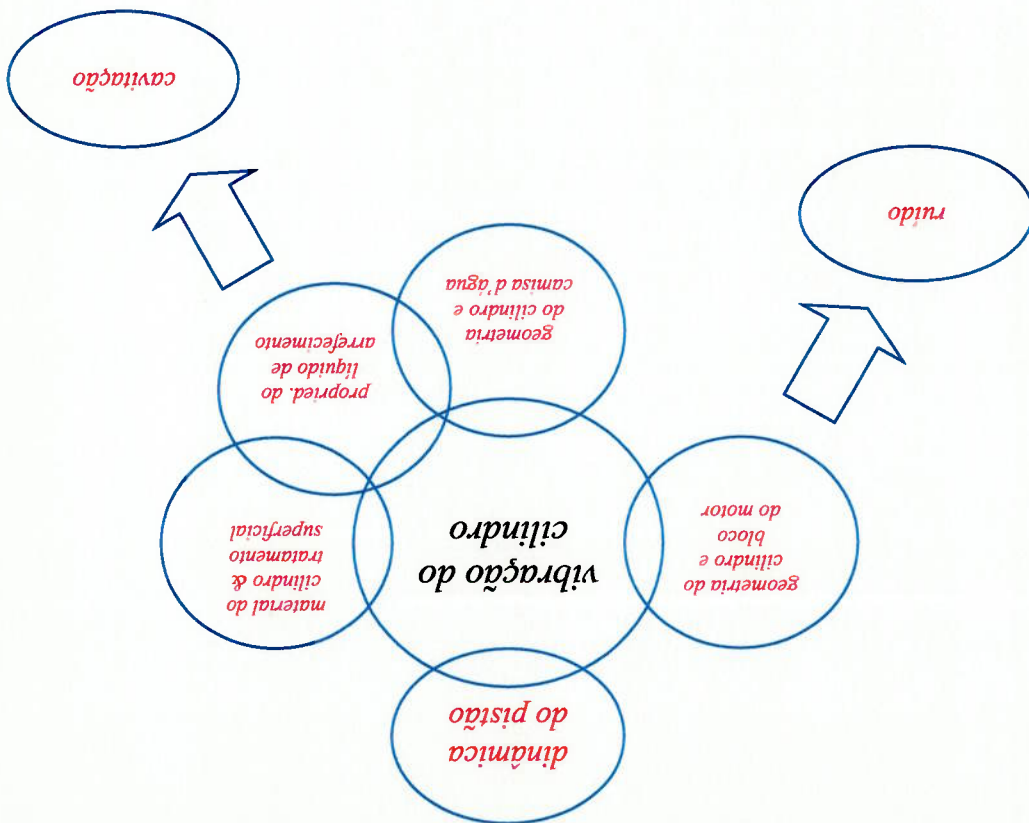 dinâmica
do pistão
geometria do
cilindro e
bloco
do motor
vibração do
cilindro
material do
cilindro &
tratamento
superficial
propried. do
líquido de
arrefecimento
geometria
do cilindro e
camisa d'água
ruído
cavitação